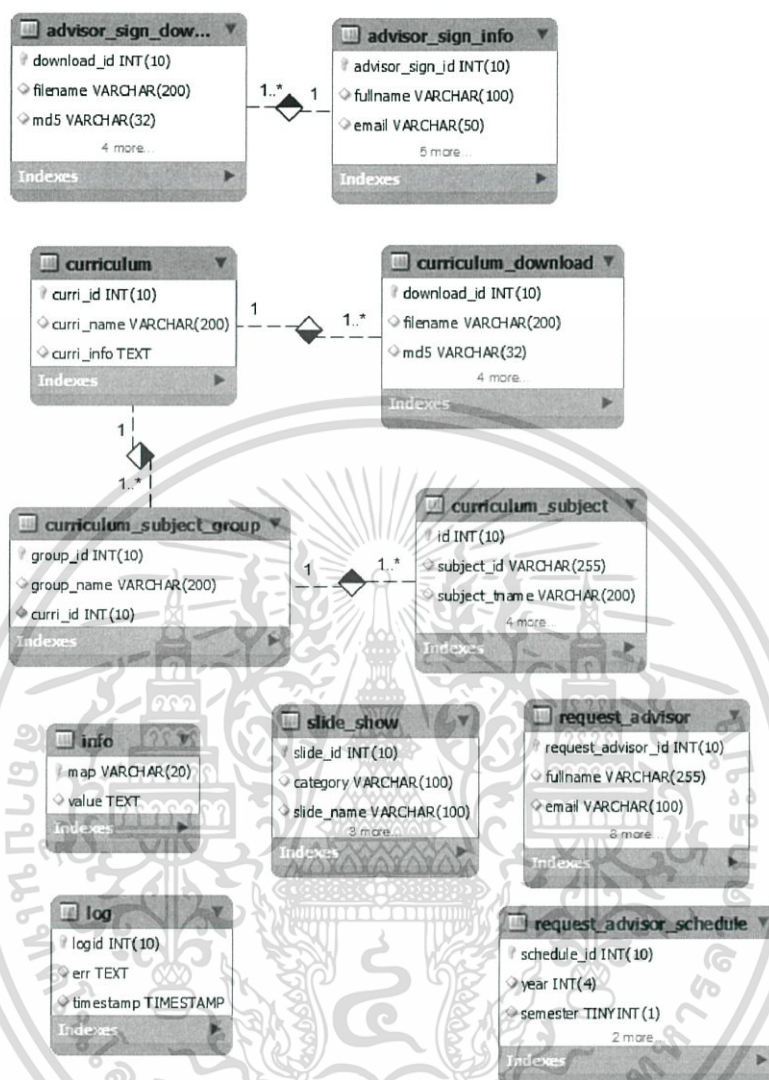 advisor_sign_dow...
download_id INT(10)
filename VARCHAR(200)
md5 VARCHAR(32)
4 more...
Indexes
1..*
1
advisor_sign_info
advisor_sign_id INT(10)
fullname VARCHAR(100)
email VARCHAR(50)
5 more...
Indexes
curriculum
curri_id INT(10)
curri_name VARCHAR(200)
curri_info TEXT
Indexes
1
1..*
curriculum_download
download_id INT(10)
filename VARCHAR(200)
md5 VARCHAR(32)
4 more...
Indexes
1
1..*
curriculum_subject_group
group_id INT(10)
group_name VARCHAR(200)
curri_id INT(10)
Indexes
1
1..*
curriculum_subject
id INT(10)
subject_id VARCHAR(255)
subject_tname VARCHAR(200)
4 more...
Indexes
info
map VARCHAR(20)
value TEXT
Indexes
slide_show
slide_id INT(10)
category VARCHAR(100)
slide_name VARCHAR(100)
3 more...
Indexes
request_advisor
request_advisor_id INT(10)
fullname VARCHAR(255)
email VARCHAR(100)
8 more...
Indexes
log
logid INT(10)
err TEXT
timestamp TIMESTAMP
Indexes
request_advisor_schedule
schedule_id INT(10)
year INT(4)
semester TINYINT(1)
2 more...
Indexes